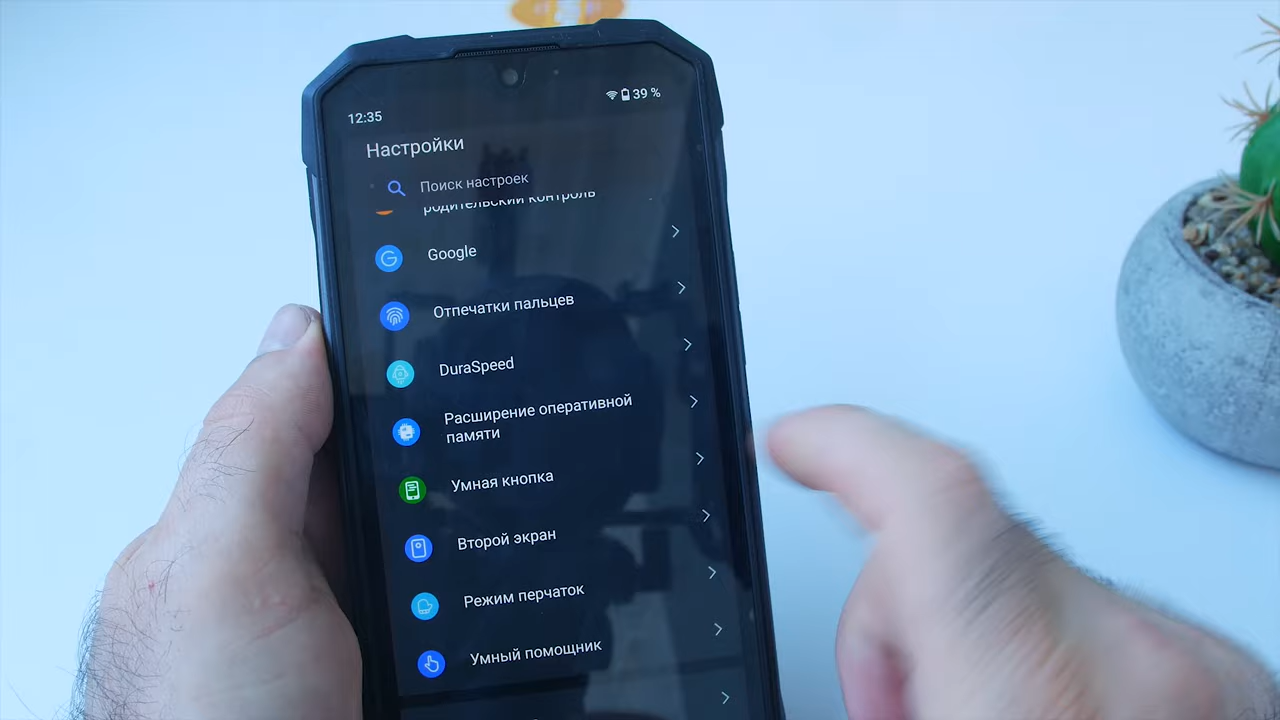 12:35
39 %
Настройки
Поиск настроек
родительский контроль
Google
Отпечатки пальцев
DuraSpeed
Расширение оперативной
памяти
Умная кнопка
Второй экран
Режим перчаток
Умный помощник